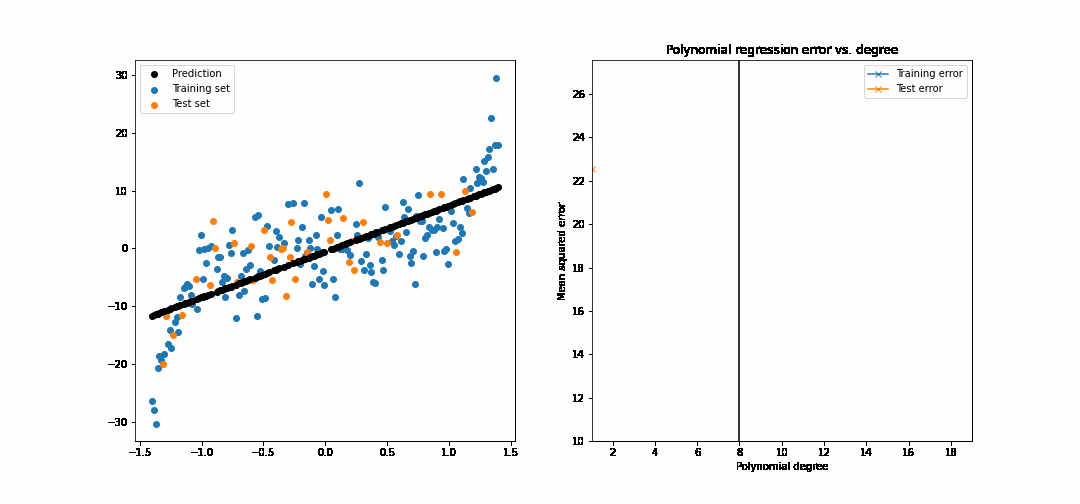 Polynomial regression error vs. degree
Prediction
Training set
Test set
30
20
10
0
−10
−20
−30
−1.5 −1.0 −0.5 0.0 0.5 1.0 1.5
Training error
Test error
Mean squared error
26
24
22
20
18
16
14
12
10
2 4 6 8 10 12 14 16 18
Polynomial degree